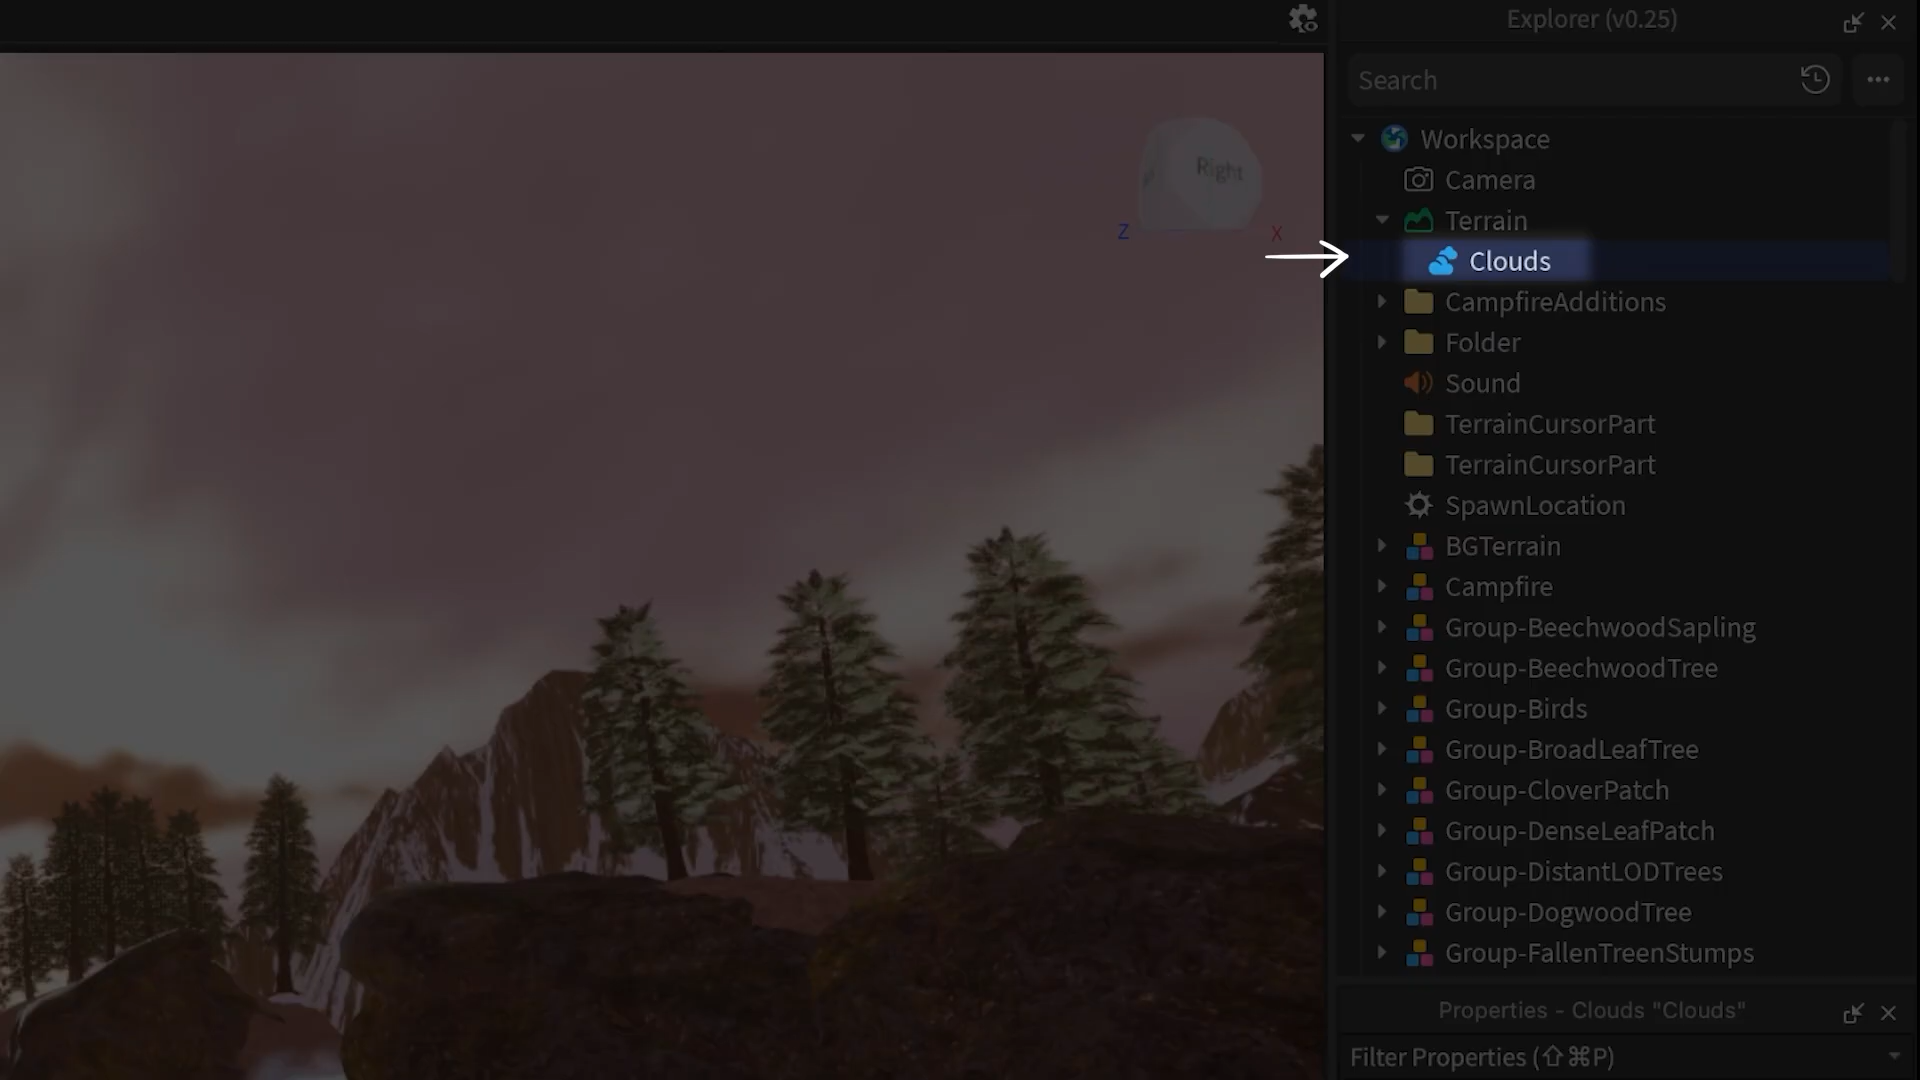 Explorer (v0.25)
Search
Right
Z
X
Workspace
Camera
Terrain
Clouds
CampfireAdditions
Folder
Sound
TerrainCursorPart
TerrainCursorPart
SpawnLocation
BGTerrain
Campfire
Group-BeechwoodSapling
Group-BeechwoodTree
Group-Birds
Group-BroadLeafTree
Group-CloverPatch
Group-DenseLeafPatch
Group-DistantLODTrees
Group-DogwoodTree
Group-FallenTreenStumps
Properties - Clouds "Clouds"
Filter Properties (⇧⌘P)